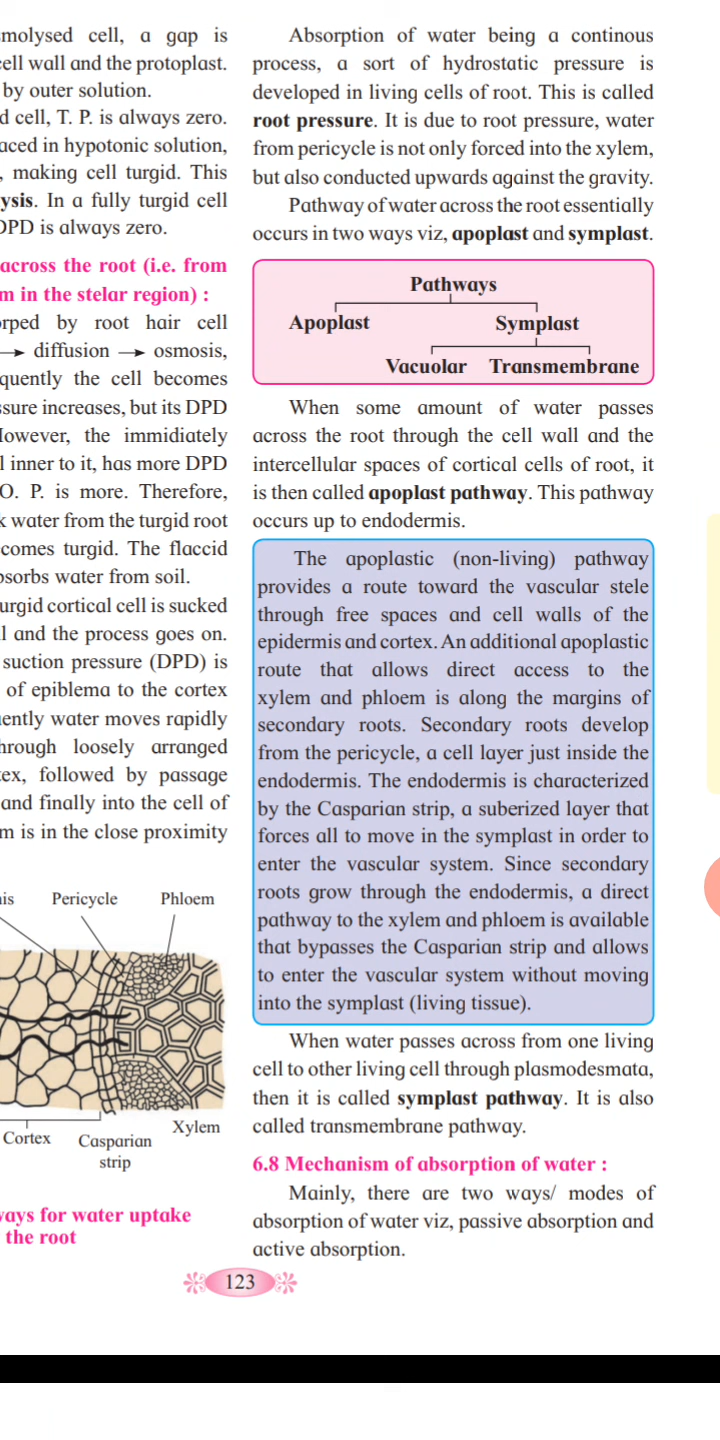 molysed cell, a gap is
cell wall and the protoplast.
by outer solution.
d cell, T. P. is always zero.
aced in hypotonic solution,
, making cell turgid. This
ysis. In a fully turgid cell
DPD is always zero.
across the root (i.e. from
m in the stelar region) :
orped by root hair cell
→ diffusion → osmosis,
quently the cell becomes
ssure increases, but its DPD
However, the immidiately
l inner to it, has more DPD
O. P. is more. Therefore,
k water from the turgid root
comes turgid. The flaccid
bsorbs water from soil.
urgid cortical cell is sucked
l and the process goes on.
suction pressure (DPD) is
of epiblema to the cortex
uently water moves rapidly
hrough loosely arranged
tex, followed by passage
and finally into the cell of
m is in the close proximity
is Pericycle Phloem
Cortex Casparian strip Xylem
ways for water uptake
the root
Absorption of water being a continous
process, a sort of hydrostatic pressure is
developed in living cells of root. This is called
root pressure. It is due to root pressure, water
from pericycle is not only forced into the xylem,
but also conducted upwards against the gravity.
Pathway of water across the root essentially
occurs in two ways viz, apoplast and symplast.
Pathways
Apoplast Symplast
Vacuolar Transmembrane
When some amount of water passes
across the root through the cell wall and the
intercellular spaces of cortical cells of root, it
is then called apoplast pathway. This pathway
occurs up to endodermis.
The apoplastic (non-living) pathway
provides a route toward the vascular stele
through free spaces and cell walls of the
epidermis and cortex. An additional apoplastic
route that allows direct access to the
xylem and phloem is along the margins of
secondary roots. Secondary roots develop
from the pericycle, a cell layer just inside the
endodermis. The endodermis is characterized
by the Casparian strip, a suberized layer that
forces all to move in the symplast in order to
enter the vascular system. Since secondary
roots grow through the endodermis, a direct
pathway to the xylem and phloem is available
that bypasses the Casparian strip and allows
to enter the vascular system without moving
into the symplast (living tissue).
When water passes across from one living
cell to other living cell through plasmodesmata,
then it is called symplast pathway. It is also
called transmembrane pathway.
6.8 Mechanism of absorption of water :
Mainly, there are two ways/ modes of
absorption of water viz, passive absorption and
active absorption.
123